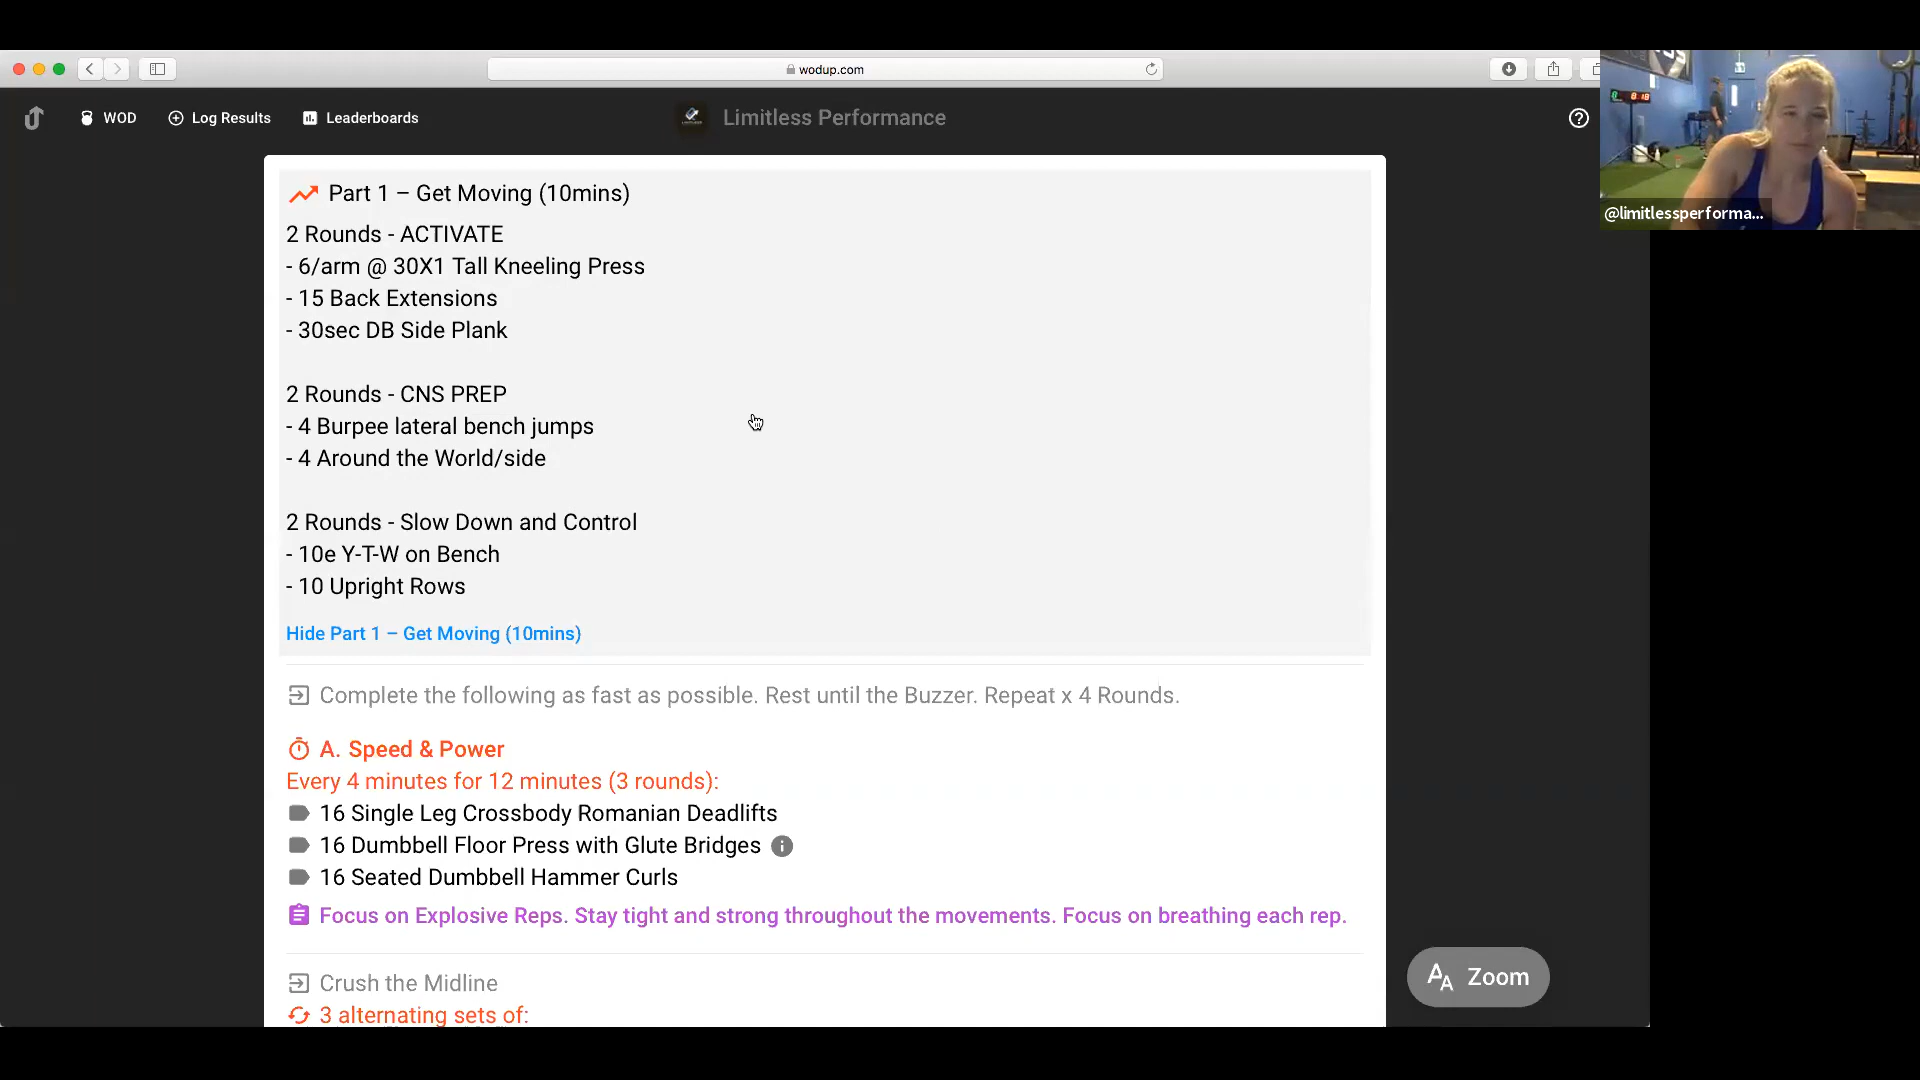 wodup.com
WOD
Log Results
Leaderboards
Limitless Performance
@limitlessperforma...
Part 1 – Get Moving (10mins)
2 Rounds - ACTIVATE
- 6/arm @ 30X1 Tall Kneeling Press
- 15 Back Extensions
- 30sec DB Side Plank
2 Rounds - CNS PREP
- 4 Burpee lateral bench jumps
- 4 Around the World/side
2 Rounds - Slow Down and Control
- 10e Y-T-W on Bench
- 10 Upright Rows
Hide Part 1 – Get Moving (10mins)
Complete the following as fast as possible. Rest until the Buzzer. Repeat x 4 Rounds.
A. Speed & Power
Every 4 minutes for 12 minutes (3 rounds):
16 Single Leg Crossbody Romanian Deadlifts
16 Dumbbell Floor Press with Glute Bridges
16 Seated Dumbbell Hammer Curls
Focus on Explosive Reps. Stay tight and strong throughout the movements. Focus on breathing each rep.
Crush the Midline
3 alternating sets of:
AA Zoom